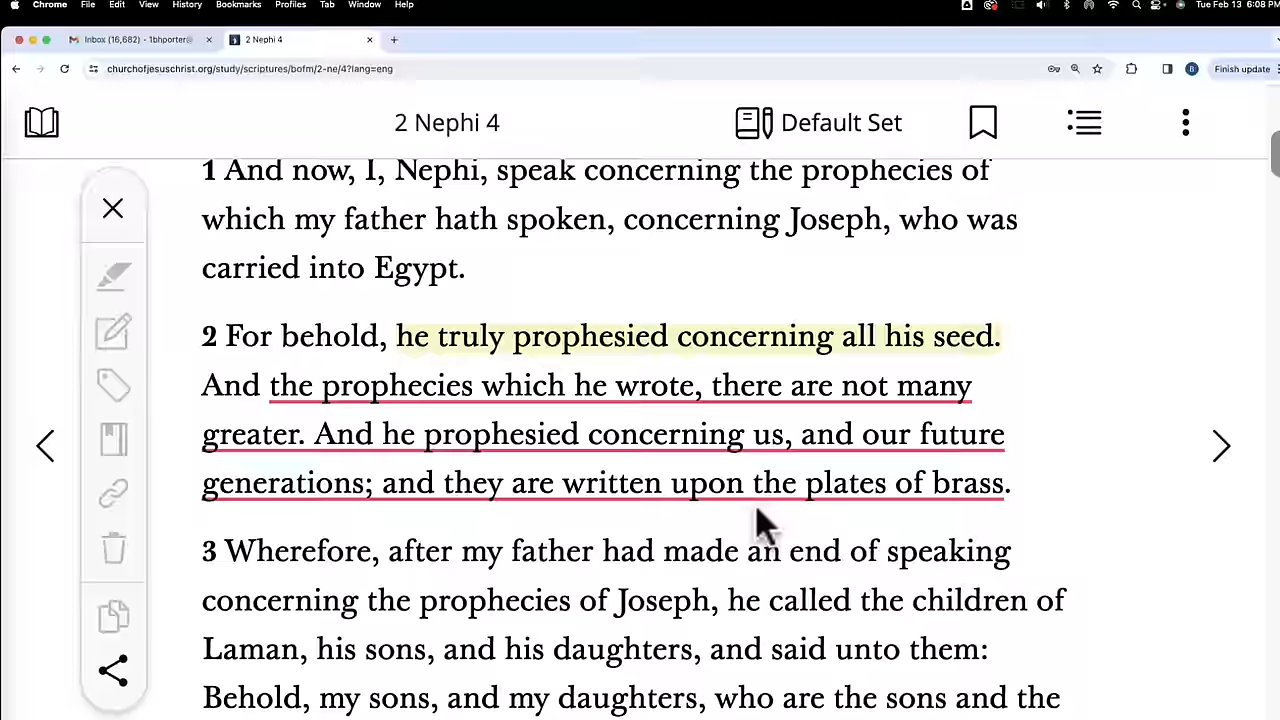 Chrome File Edit View History Bookmarks Profiles Tab Window Help Tue Feb 13 6:08 PM
Inbox (16,682) - 1bhporter@ 2 Nephi 4
churchofjesuschrist.org/study/scriptures/bofm/2-ne/4?lang=eng Finish update
2 Nephi 4 Default Set
1 And now, I, Nephi, speak concerning the prophecies of
which my father hath spoken, concerning Joseph, who was
carried into Egypt.
2 For behold, he truly prophesied concerning all his seed.
And the prophecies which he wrote, there are not many
greater. And he prophesied concerning us, and our future
generations; and they are written upon the plates of brass.
3 Wherefore, after my father had made an end of speaking
concerning the prophecies of Joseph, he called the children of
Laman, his sons, and his daughters, and said unto them:
Behold, my sons, and my daughters, who are the sons and the